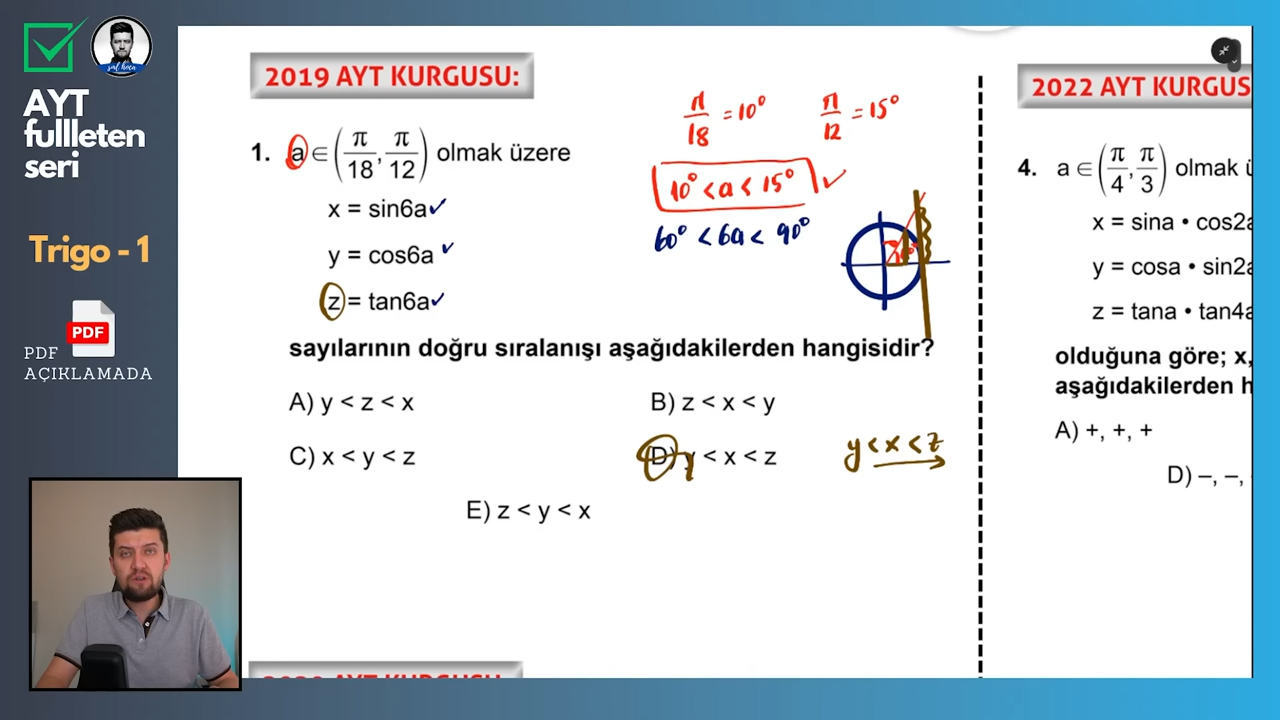 AYT
fullleten
seri
Trigo - 1
PDF
PDF
AÇIKLAMADA
2019 AYT KURGUSU:
1. a ∈ (π/18, π/12) olmak üzere
x = sin6a
y = cos6a
z = tan6a
sayılarının doğru sıralanışı aşağıdakilerden hangisidir?
A) y < z < x
B) z < x < y
C) x < y < z
D) y < x < z
E) z < y < x
π/18 = 10° π/12 = 15°
10° < a < 15°
60° < 6a < 90°
y < x < z
2022 AYT KURGUS
4. a ∈ (π/4, π/3) olmak ü
x = sina • cos2a
y = cosa • sin2a
z = tana • tan4a
olduğuna göre; x,
aşağıdakilerden h
A) +, +, +
D) –, –,